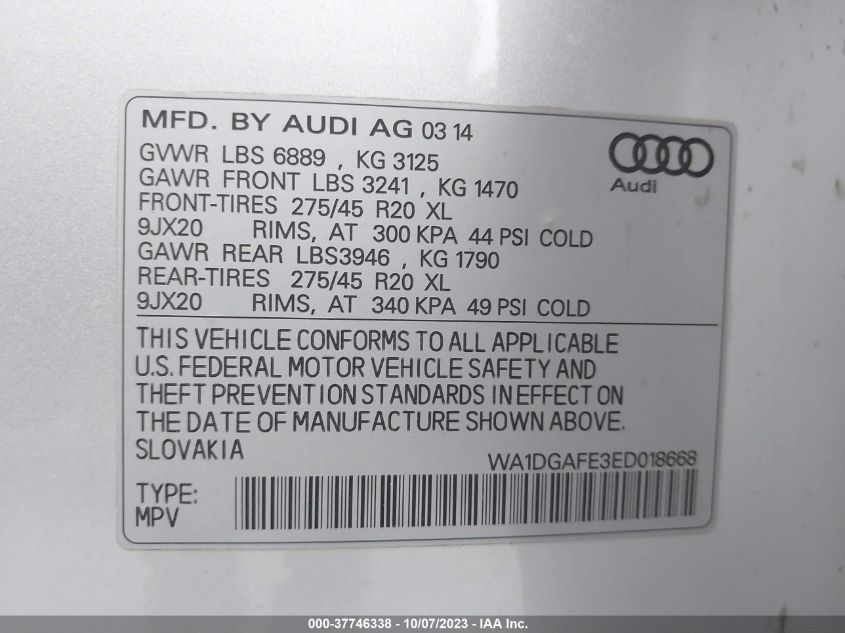 MFD. BY AUDI AG 03 14
GVWR LBS 6889 , KG 3125
GAWR FRONT LBS 3241 , KG 1470
FRONT-TIRES 275/45 R20 XL
9JX20 RIMS, AT 300 KPA 44 PSI COLD
GAWR REAR LBS3946 , KG 1790
REAR-TIRES 275/45 R20 XL
9JX20 RIMS, AT 340 KPA 49 PSI COLD
Audi
THIS VEHICLE CONFORMS TO ALL APPLICABLE
U.S. FEDERAL MOTOR VEHICLE SAFETY AND
THEFT PREVENTION STANDARDS IN EFFECT ON
THE DATE OF MANUFACTURE SHOWN ABOVE.
SLOVAKIA
WA1DGAFE3ED018668
TYPE:
MPV
000-37746338 - 10/07/2023 - IAA Inc.